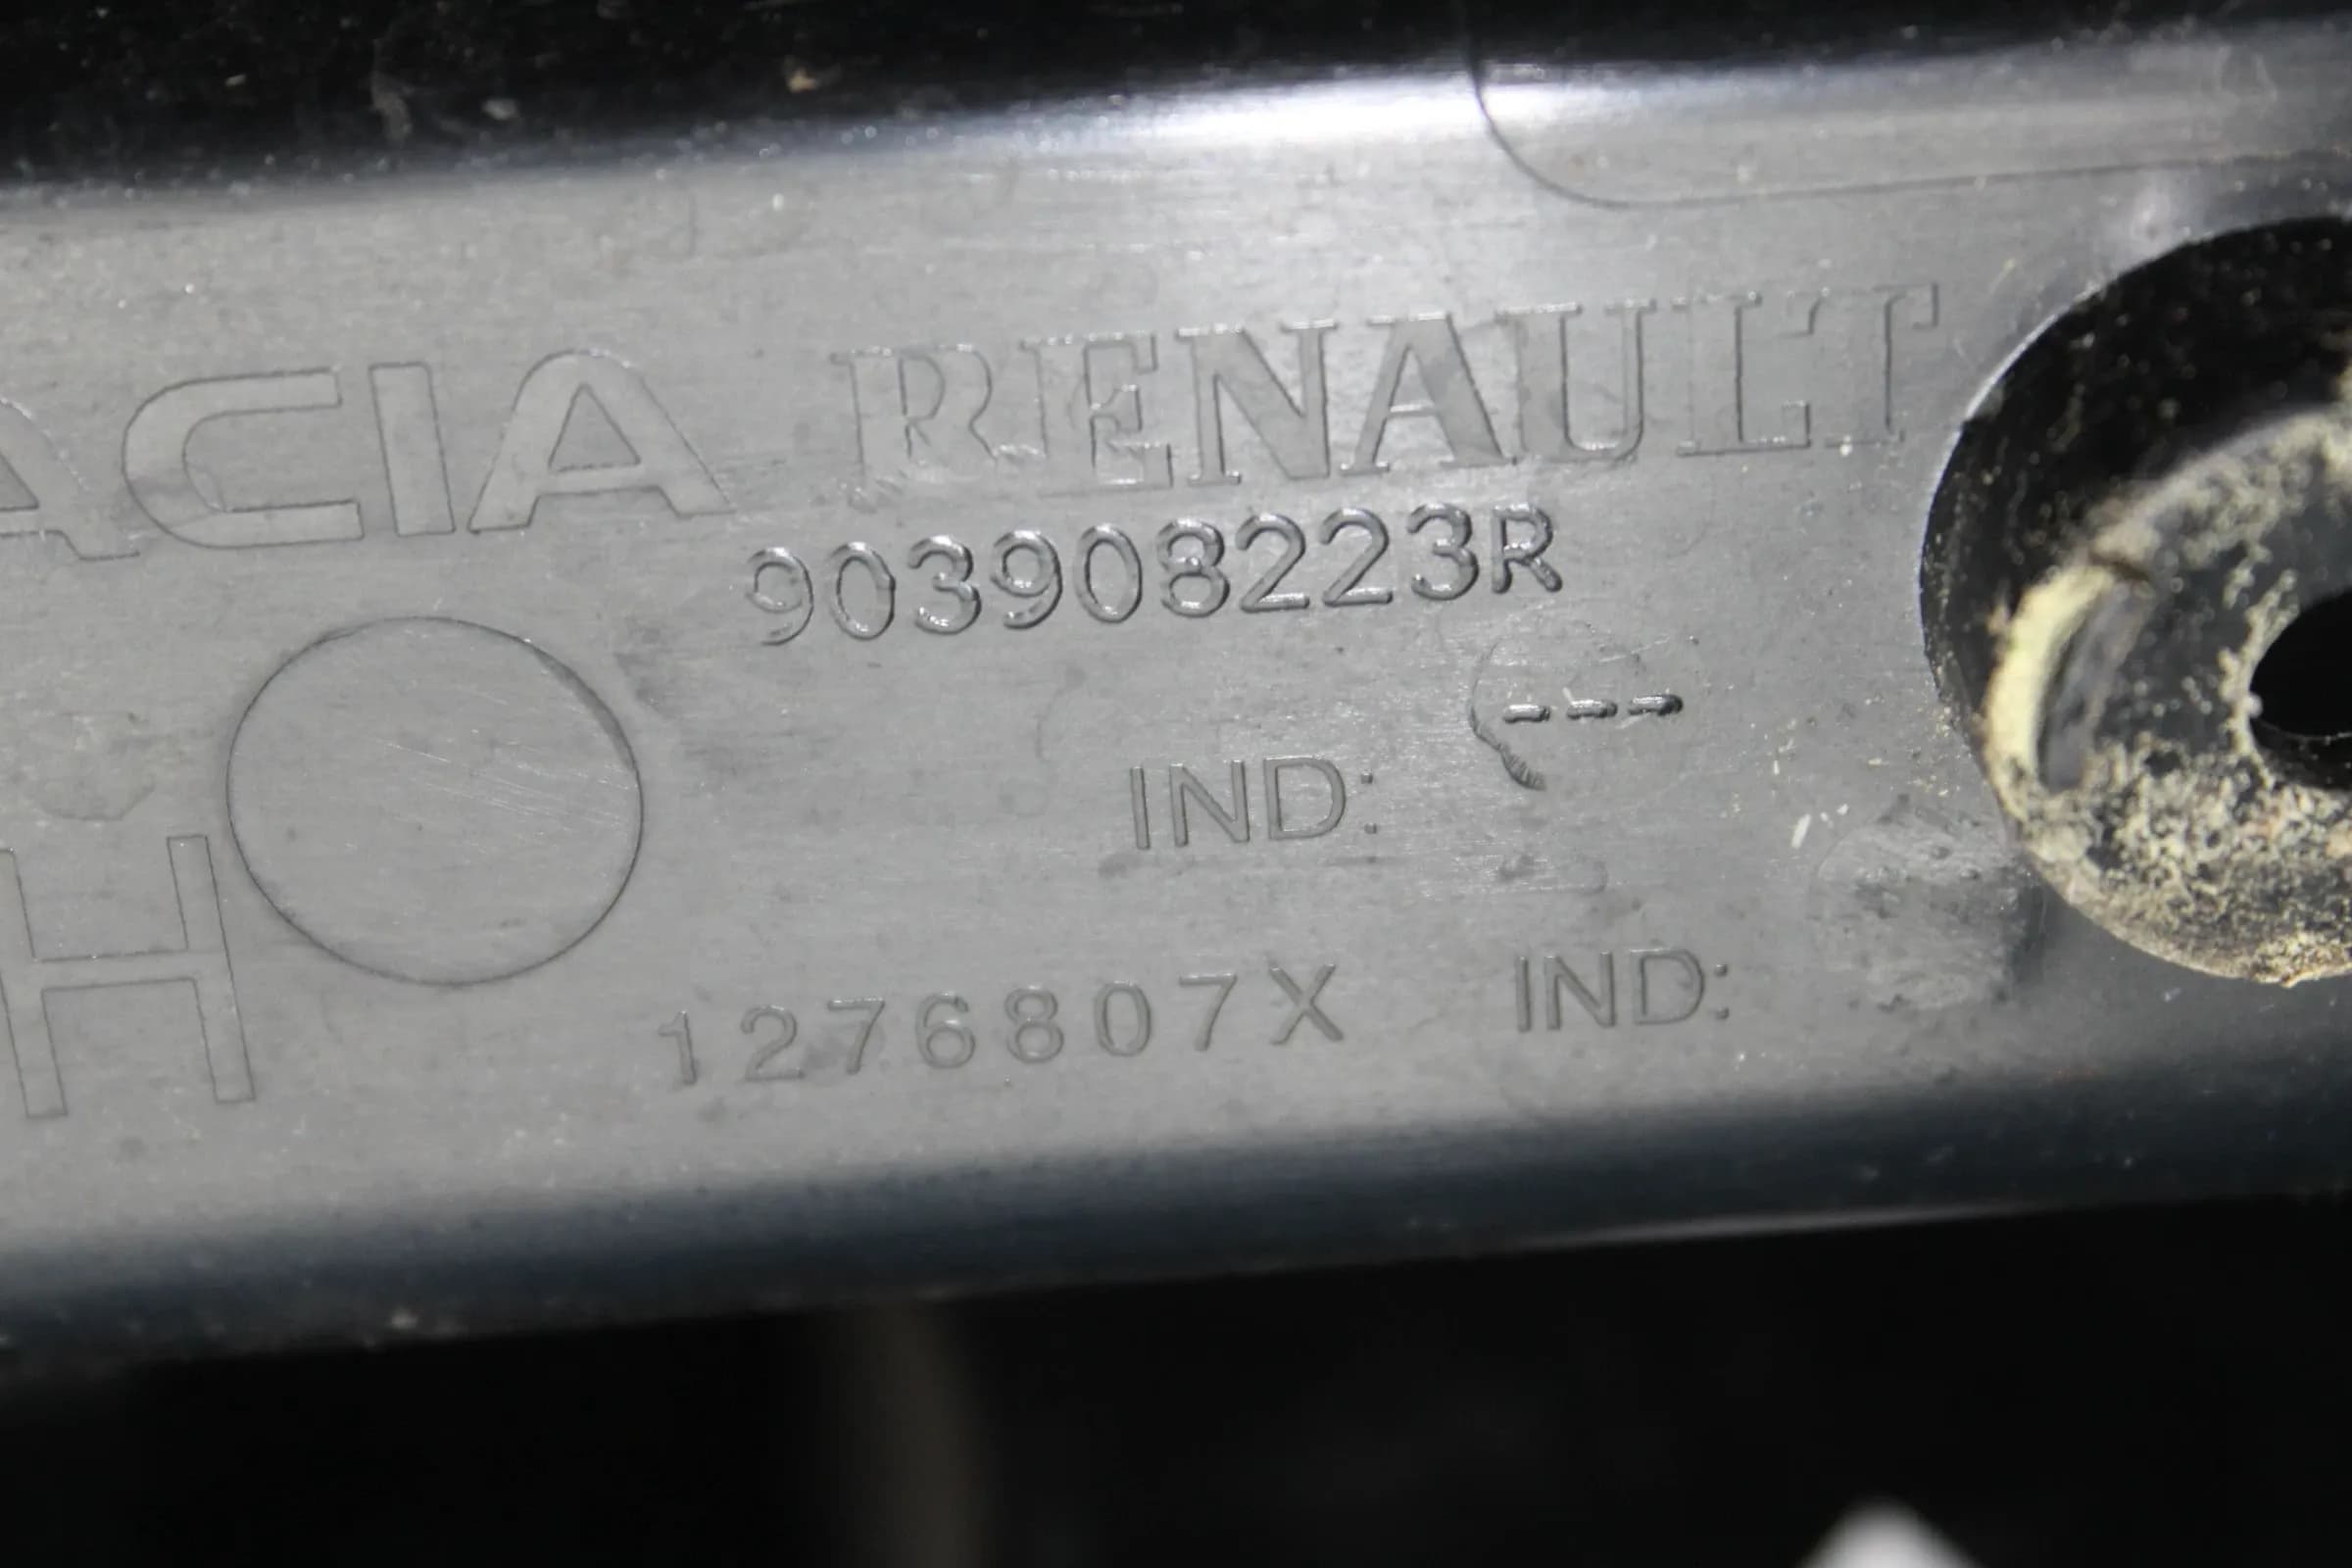 ACIA RENAULT
903908223R
---
IND:
H
1276807X IND: